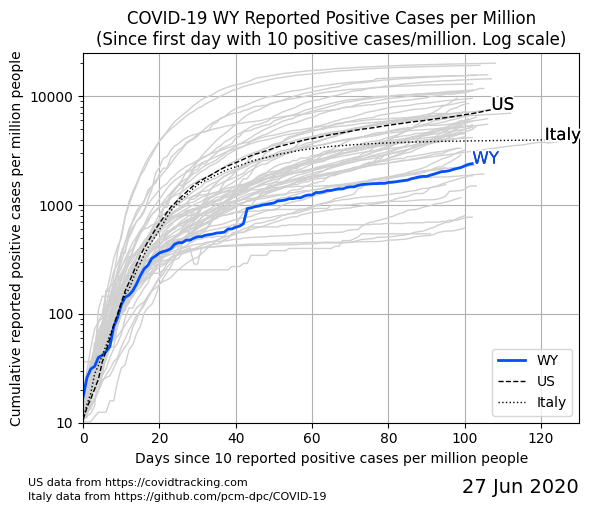 COVID-19 WY Reported Positive Cases per Million
(Since first day with 10 positive cases/million. Log scale)
Cumulative reported positive cases per million people
10000
1000
100
10
US
Italy
WY
WY
US
Italy
0 20 40 60 80 100 120
Days since 10 reported positive cases per million people
US data from https://covidtracking.com
Italy data from https://github.com/pcm-dpc/COVID-19
27 Jun 2020